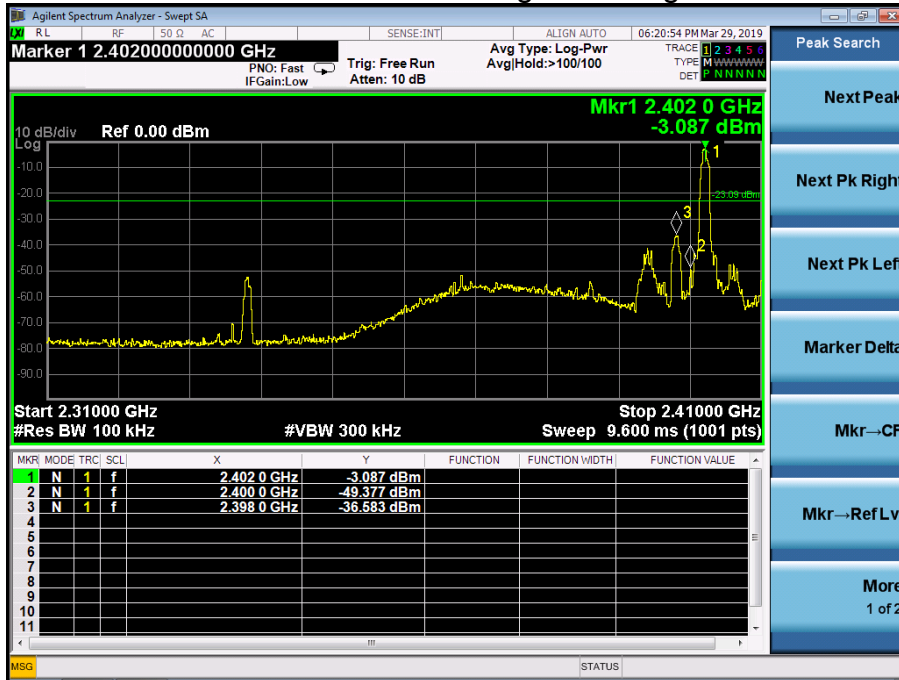 Agilent Spectrum Analyzer - Swept SA
LXI RL RF 50 Ω AC SENSE:INT ALIGN AUTO 06:20:54 PM Mar 29, 2019
Marker 1 2.402000000000 GHz
PNO: Fast
IFGain:Low
Trig: Free Run
Atten: 10 dB
Avg Type: Log-Pwr
Avg|Hold:>100/100
TRACE 1 2 3 4 5 6
TYPE M WWWWW
DET P N N N N N
Peak Search
Mkr1 2.402 0 GHz
-3.087 dBm
10 dB/div Ref 0.00 dBm
Log
1
-10.0
-20.0
-23.09 dBm
-30.0
3
-40.0
2
-50.0
-60.0
-70.0
-80.0
-90.0
Start 2.31000 GHz Stop 2.41000 GHz
#Res BW 100 kHz #VBW 300 kHz Sweep 9.600 ms (1001 pts)
MKR MODE TRC SCL X Y FUNCTION FUNCTION WIDTH FUNCTION VALUE
1 N 1 f 2.402 0 GHz -3.087 dBm
2 N 1 f 2.400 0 GHz -49.377 dBm
3 N 1 f 2.398 0 GHz -36.583 dBm
4
5
6
7
8
9
10
11
MSG STATUS
Next Peak
Next Pk Right
Next Pk Left
Marker Delta
Mkr→CF
Mkr→Ref Lv
More
1 of 2